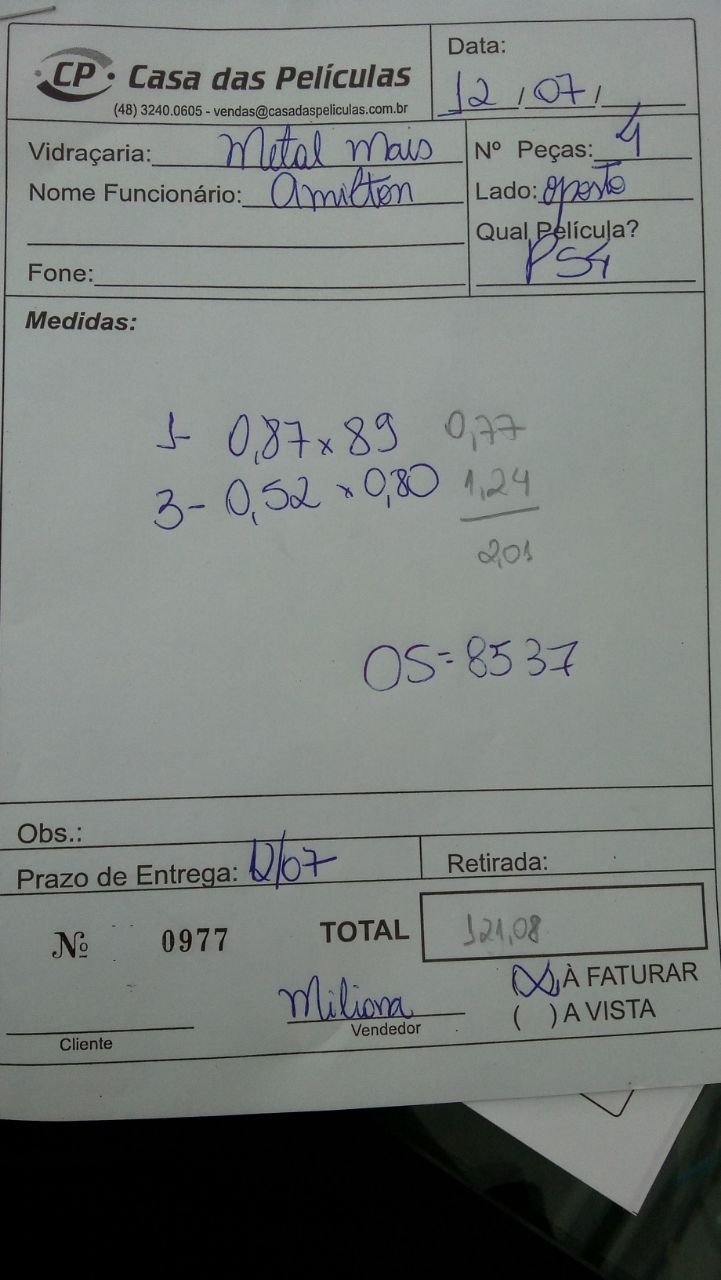 CP Casa das Películas
(48) 3240.0605 - vendas@casadaspeliculas.com.br
Data:
12 / 07 /
Vidraçaria: Metal Mais
Nº Peças: 4
Nome Funcionário: Amilton
Lado: oposto
Qual Película?
PS4
Fone:
Medidas:
1- 0,87 x 89 0,77
3- 0,52 x 0,80 1,24
2,01
OS = 8537
Obs.:
Prazo de Entrega: 12/07
Retirada:
Nº 0977
TOTAL 121,08
(X) À FATURAR
( ) A VISTA
Miliana
Cliente
Vendedor